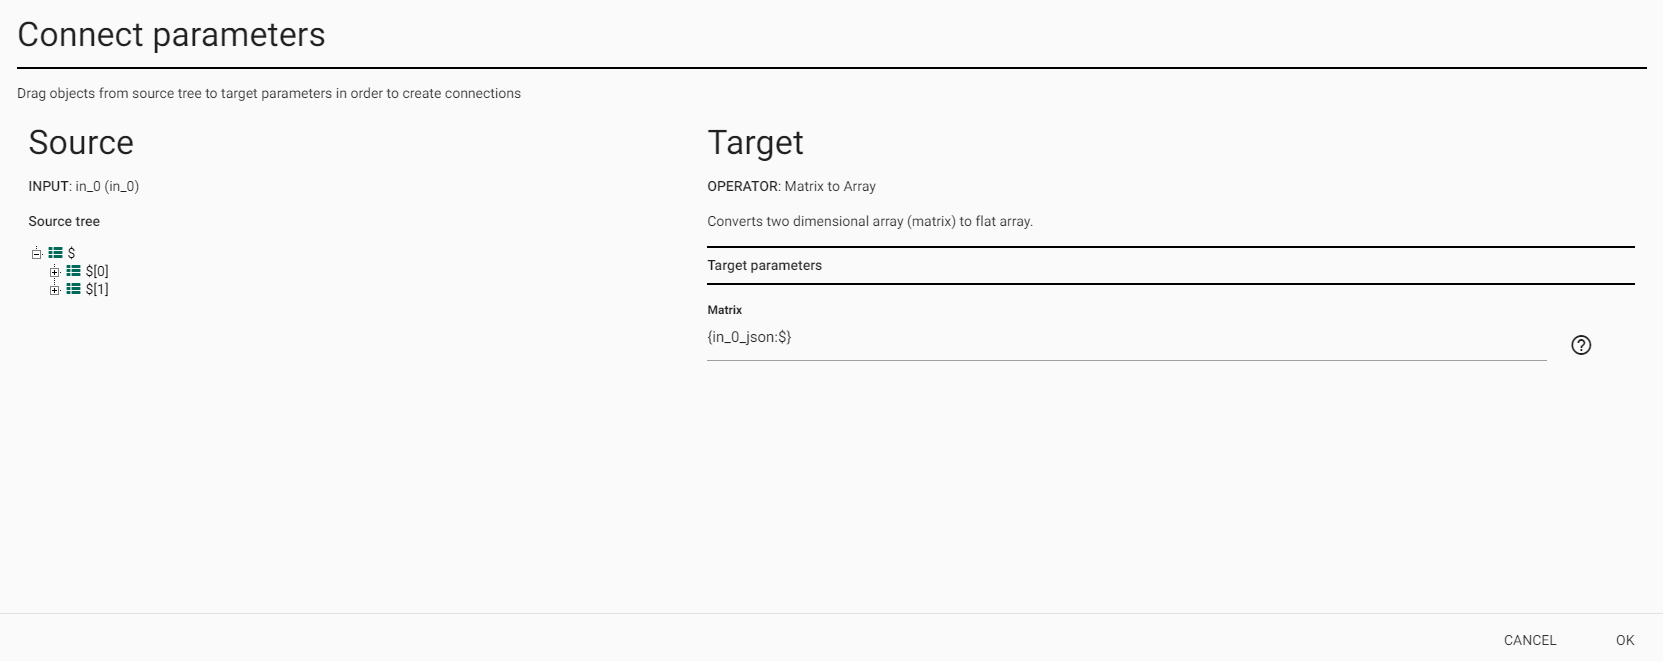 Connect parameters
Drag objects from source tree to target parameters in order to create connections
Source
INPUT: in_0 (in_0)
Source tree
$
$[0]
$[1]
Target
OPERATOR: Matrix to Array
Converts two dimensional array (matrix) to flat array.
Target parameters
Matrix
{in_0_json:$}
CANCEL OK